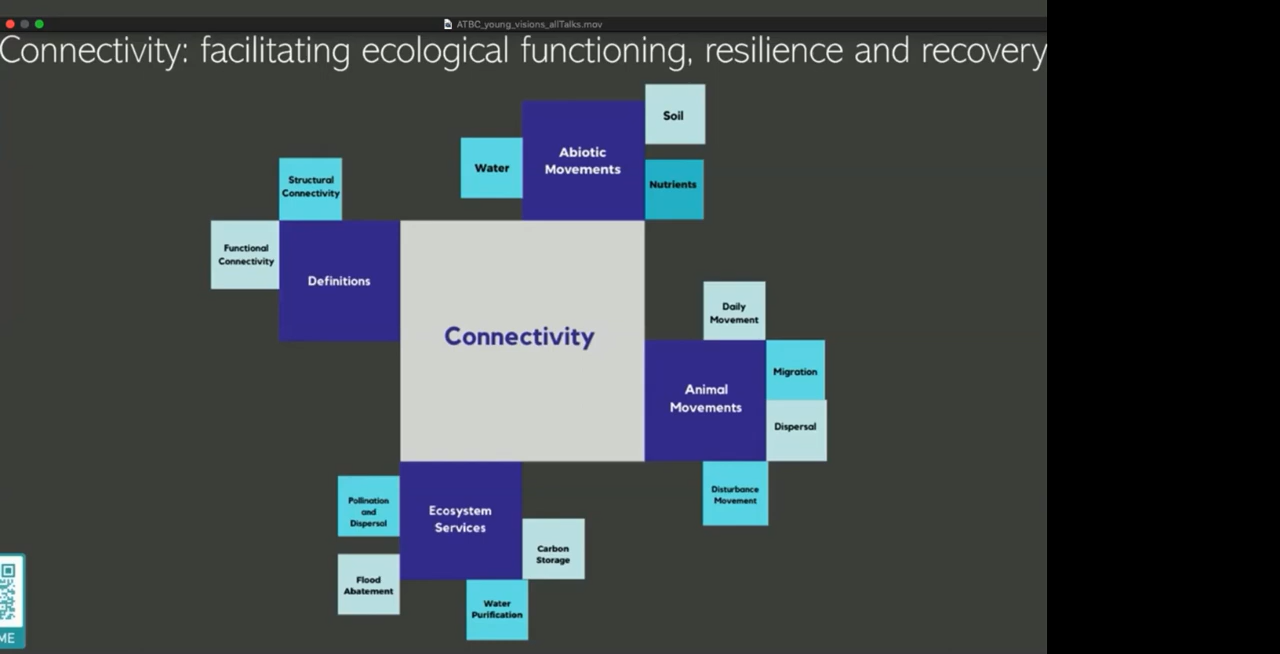 ATBC_young_visions_allTalks.mov
Connectivity: facilitating ecological functioning, resilience and recovery
Soil
Abiotic
Movements
Water
Nutrients
Structural
Connectivity
Functional
Connectivity
Definitions
Connectivity
Daily
Movement
Animal
Movements
Migration
Dispersal
Disturbance
Movement
Pollination
and
Dispersal
Ecosystem
Services
Carbon
Storage
Flood
Abatement
Water
Purification
ME